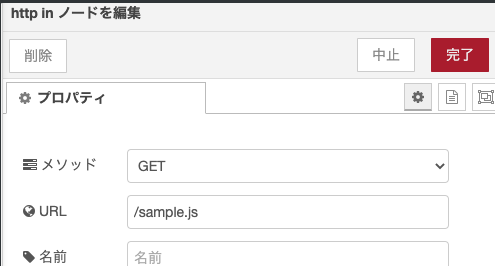 http in ノードを編集
削除
中止
完了
プロパティ
メソッド
GET
URL
/sample.js
名前
名前